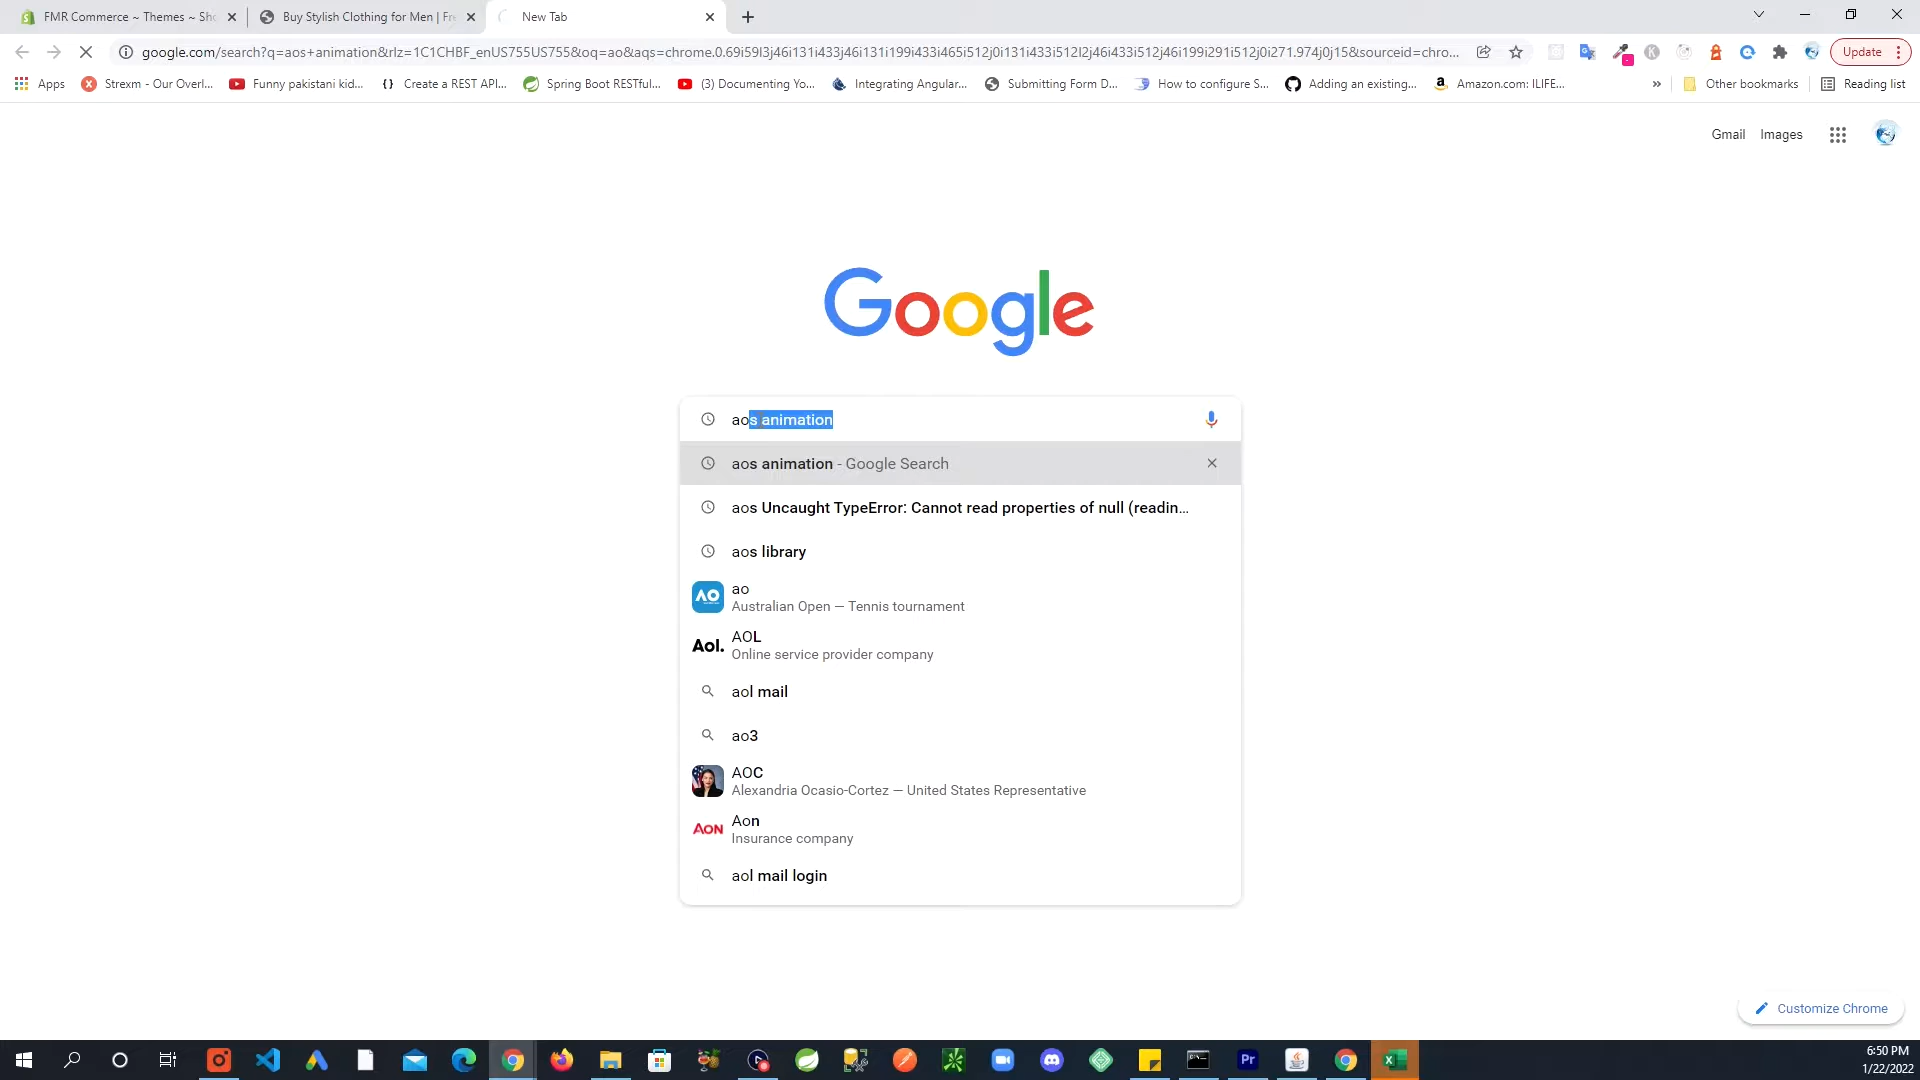 FMR Commerce ~ Themes ~ Sho
Buy Stylish Clothing for Men | Fre
New Tab
google.com/search?q=aos+animation&rlz=1C1CHBF_enUS755US755&oq=ao&aqs=chrome.0.69i59l3j46i131i433j46i131i199i433i465i512j0i131i433i512l2j46i433i512j46i199i291i512j0i271.974j0j15&sourceid=chro...
Update
Apps
Strexm - Our Overl...
Funny pakistani kid...
Create a REST API...
Spring Boot RESTful...
(3) Documenting Yo...
Integrating Angular...
Submitting Form D...
How to configure S...
Adding an existing...
Amazon.com: ILIFE...
Other bookmarks
Reading list
Gmail
Images
Google
aos animation
aos animation - Google Search
aos Uncaught TypeError: Cannot read properties of null (readin...
aos library
AO
ao
Australian Open — Tennis tournament
Aol.
AOL
Online service provider company
aol mail
ao3
AOC
Alexandria Ocasio-Cortez — United States Representative
AON
Aon
Insurance company
aol mail login
Customize Chrome
Pr
6:50 PM
1/22/2022